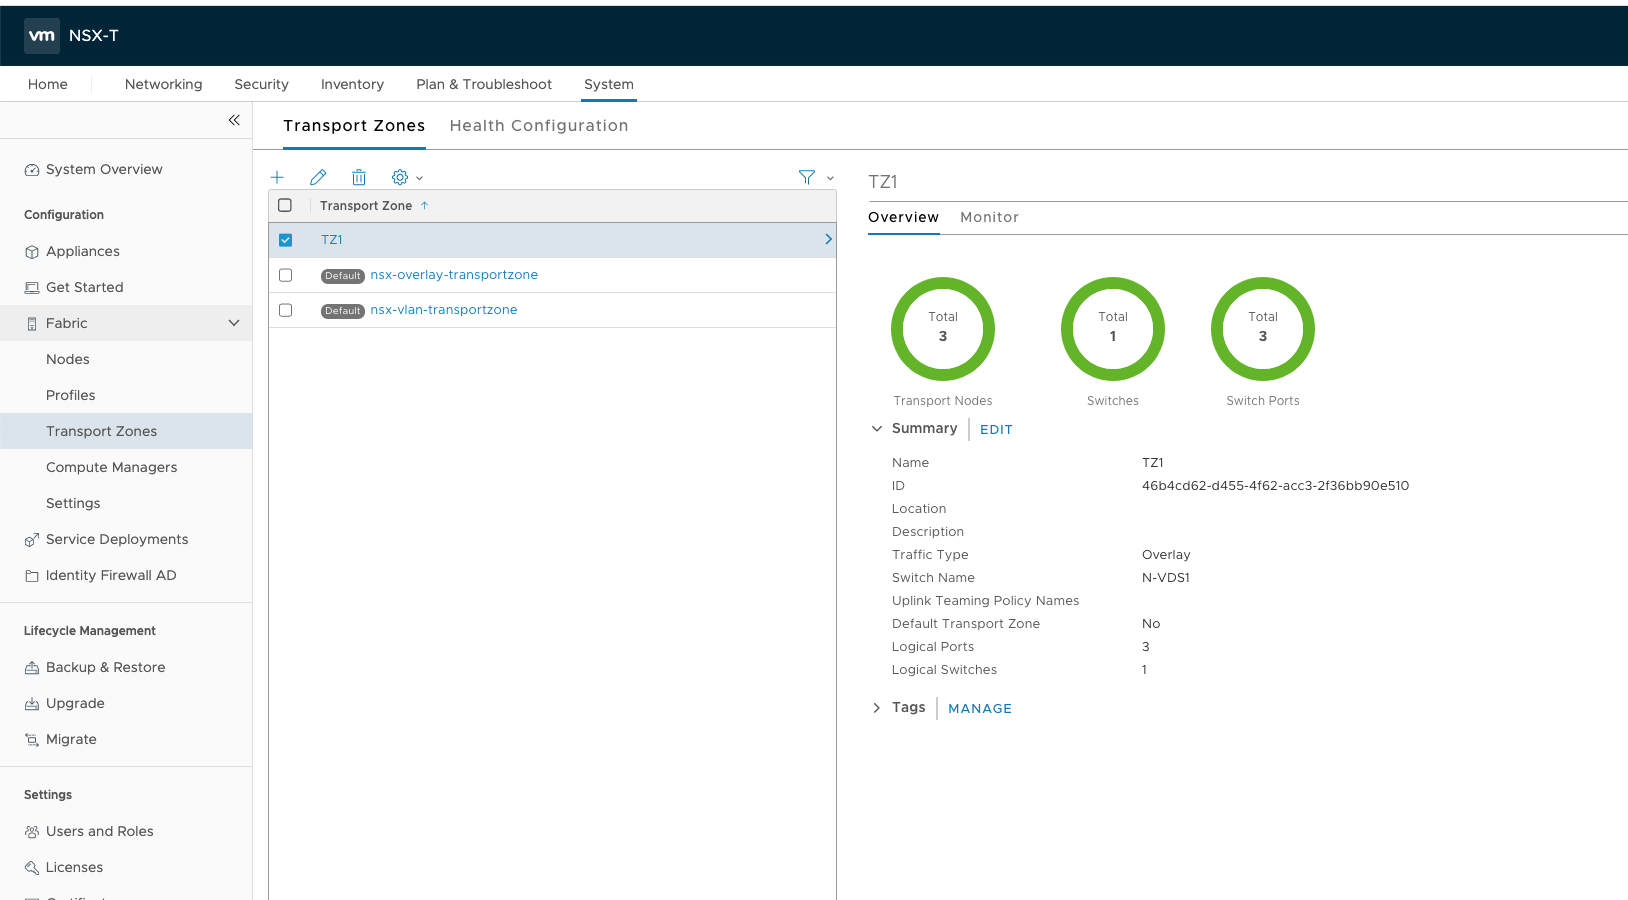 vm NSX-T
Home Networking Security Inventory Plan & Troubleshoot System
System Overview
Configuration
Appliances
Get Started
Fabric
Nodes
Profiles
Transport Zones
Compute Managers
Settings
Service Deployments
Identity Firewall AD
Lifecycle Management
Backup & Restore
Upgrade
Migrate
Settings
Users and Roles
Licenses
Transport Zones Health Configuration
Transport Zone
TZ1
Default nsx-overlay-transportzone
Default nsx-vlan-transportzone
TZ1
Overview Monitor
Total 3 Transport Nodes
Total 1 Switches
Total 3 Switch Ports
Summary EDIT
Name TZ1
ID 46b4cd62-d455-4f62-acc3-2f36bb90e510
Location
Description
Traffic Type Overlay
Switch Name N-VDS1
Uplink Teaming Policy Names
Default Transport Zone No
Logical Ports 3
Logical Switches 1
Tags MANAGE